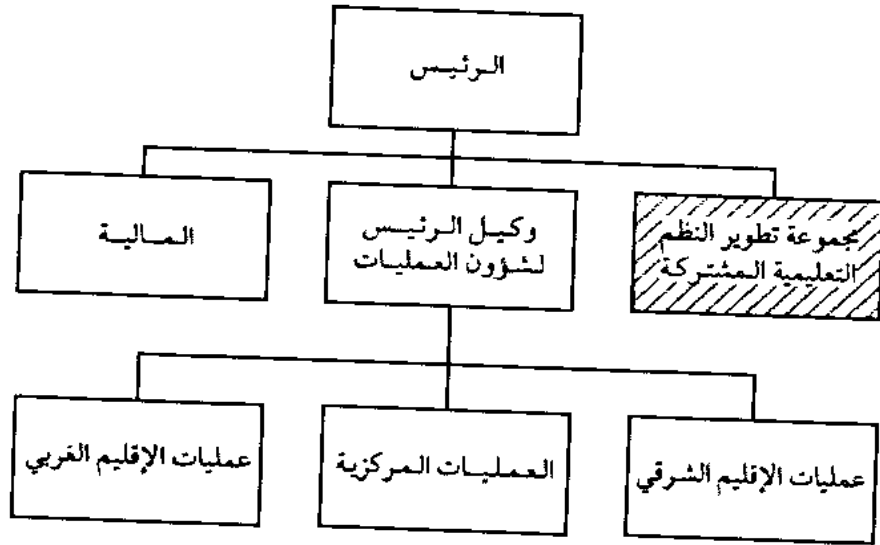 الرئيس
مجموعة تطوير النظم
التعليمية المشتركة
وكيل الرئيس
لشؤون العمليات
المالية
عمليات الإقليم الشرقي
العمليات المركزية
عمليات الإقليم الغربي